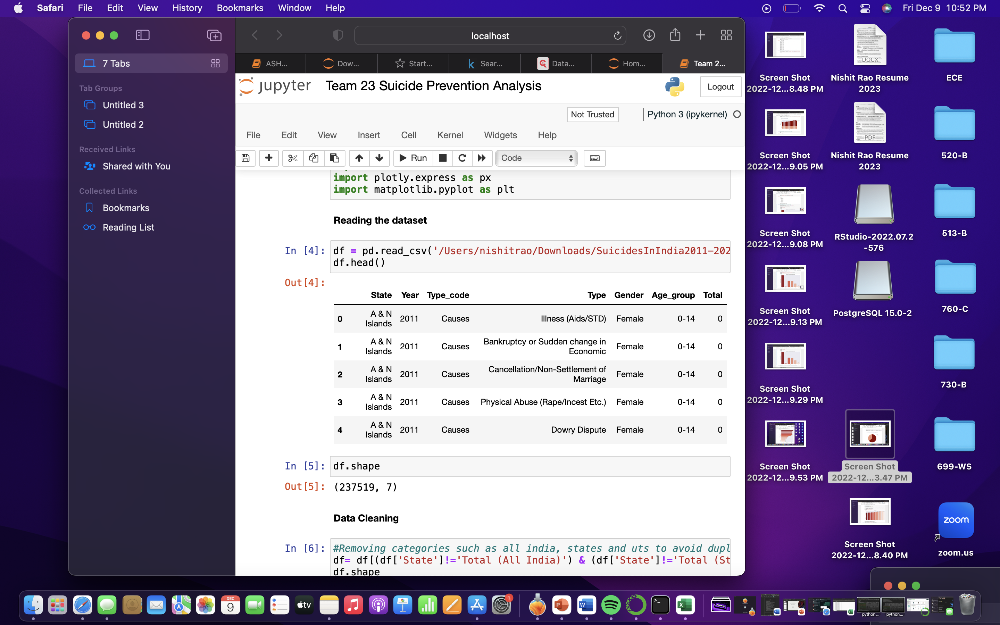 Safari File Edit View History Bookmarks Window Help
Fri Dec 9 10:52 PM
localhost
7 Tabs
Tab Groups
Untitled 3
Untitled 2
Received Links
Shared with You
Collected Links
Bookmarks
Reading List
ASH...
Dow...
Start...
k Sear...
Data...
Hom...
Team 2...
jupyter Team 23 Suicide Prevention Analysis
Logout
Not Trusted
Python 3 (ipykernel)
File Edit View Insert Cell Kernel Widgets Help
Run
Code
import plotly.express as px
import matplotlib.pyplot as plt
Reading the dataset
In [4]:
df = pd.read_csv('/Users/nishitrao/Downloads/SuicidesInIndia2011-202
df.head()
Out[4]:
State Year Type_code Type Gender Age_group Total
0 A & N Islands 2011 Causes Illness (Aids/STD) Female 0-14 0
1 A & N Islands 2011 Causes Bankruptcy or Sudden change in Economic Female 0-14 0
2 A & N Islands 2011 Causes Cancellation/Non-Settlement of Marriage Female 0-14 0
3 A & N Islands 2011 Causes Physical Abuse (Rape/Incest Etc.) Female 0-14 0
4 A & N Islands 2011 Causes Dowry Dispute Female 0-14 0
In [5]: df.shape
Out[5]: (237519, 7)
Data Cleaning
In [6]:
#Removing categories such as all india, states and uts to avoid dupl
df= df[(df['State']!='Total (All India)') & (df['State']!='Total (St
df.shape
Screen Shot
2022-12...8.48 PM
DOCX
Nishit Rao Resume
2023
ECE
Screen Shot
2022-12...9.05 PM
PDF
Nishit Rao Resume
2023
520-B
Screen Shot
2022-12...9.08 PM
RStudio-2022.07.2
-576
513-B
Screen Shot
2022-12...9.13 PM
PostgreSQL 15.0-2
760-C
Screen Shot
2022-12...9.29 PM
730-B
Screen Shot
2022-12...9.53 PM
Screen Shot
2022-12...3.47 PM
699-WS
Screen Shot
2022-12...8.40 PM
zoom
zoom.us
DEC
9
tv
1
P
W
X
python...
python...